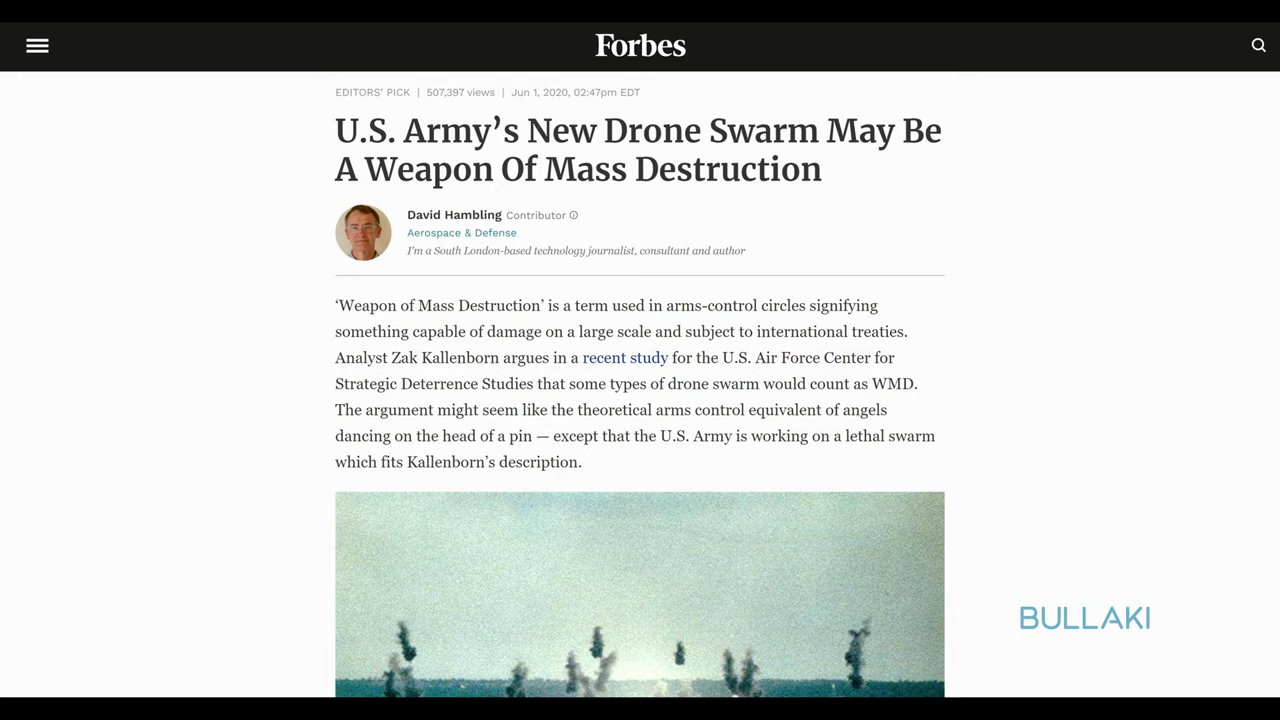 Forbes
EDITORS' PICK | 507,397 views | Jun 1, 2020, 02:47pm EDT
U.S. Army’s New Drone Swarm May Be
A Weapon Of Mass Destruction
David Hambling Contributor
Aerospace & Defense
I'm a South London-based technology journalist, consultant and author
‘Weapon of Mass Destruction’ is a term used in arms-control circles signifying
something capable of damage on a large scale and subject to international treaties.
Analyst Zak Kallenborn argues in a recent study for the U.S. Air Force Center for
Strategic Deterrence Studies that some types of drone swarm would count as WMD.
The argument might seem like the theoretical arms control equivalent of angels
dancing on the head of a pin — except that the U.S. Army is working on a lethal swarm
which fits Kallenborn’s description.
BULLAKI